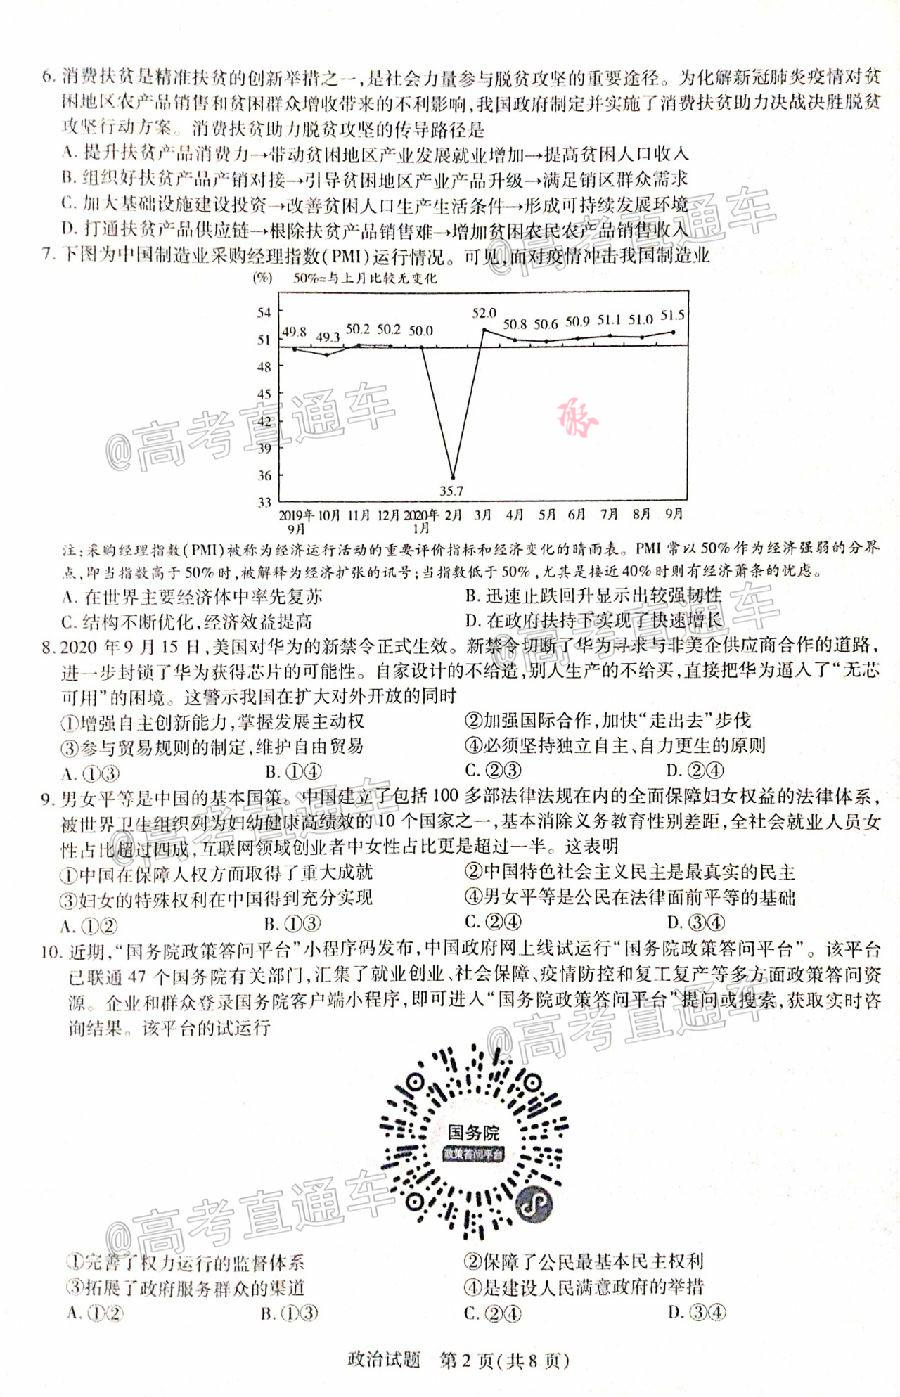 6. 消费扶贫是精准扶贫的创新举措之一,是社会力量参与脱贫攻坚的重要途径。为化解新冠肺炎疫情对贫
困地区农产品销售和贫困群众增收带来的不利影响,我国政府制定并实施了消费扶贫助力决战决胜脱贫
攻坚行动方案。消费扶贫助力脱贫攻坚的传导路径是
A. 提升扶贫产品消费力→带动贫困地区产业发展就业增加→提高贫困人口收入
B. 组织好扶贫产品产销对接→引导贫困地区产业产品升级→满足销区群众需求
C. 加大基础设施建设投资→改善贫困人口生产生活条件→形成可持续发展环境
D. 打通扶贫产品供应链→根除扶贫产品销售难→增加贫困农民农产品销售收入
7. 下图为中国制造业采购经理指数(PMI)运行情况。可见,面对疫情冲击我国制造业
(%) 50%=与上月比较无变化
54
51
48
45
42
39
36
33
49.8 49.3 50.2 50.2 50.0 35.7 52.0 50.8 50.6 50.9 51.1 51.0 51.5
2019年9月 10月 11月 12月 2020年1月 2月 3月 4月 5月 6月 7月 8月 9月
注:采购经理指数(PMI)被称为经济运行活动的重要评价指标和经济变化的晴雨表。PMI 常以50%作为经济强弱的分界
点,即当指数高于50%时,被解释为经济扩张的讯号;当指数低于50%,尤其是接近40%时则有经济萧条的忧虑。
A. 在世界主要经济体中率先复苏 B. 迅速止跌回升显示出较强韧性
C. 结构不断优化,经济效益提高 D. 在政府扶持下实现了快速增长
8. 2020 年 9 月 15 日,美国对华为的新禁令正式生效。新禁令切断了华为寻求与非美企供应商合作的道路,
进一步封锁了华为获得芯片的可能性。自家设计的不给造,别人生产的不给买,直接把华为逼入了“无芯
可用”的困境。这警示我国在扩大对外开放的同时
①增强自主创新能力,掌握发展主动权 ②加强国际合作,加快“走出去”步伐
③参与贸易规则的制定,维护自由贸易 ④必须坚持独立自主、自力更生的原则
A. ①③ B. ①④ C. ②③ D. ②④
9. 男女平等是中国的基本国策。中国建立了包括 100 多部法律法规在内的全面保障妇女权益的法律体系,
被世界卫生组织列为妇幼健康高绩效的 10 个国家之一,基本消除义务教育性别差距,全社会就业人员女
性占比超过四成,互联网领域创业者中女性占比更是超过一半。这表明
①中国在保障人权方面取得了重大成就 ②中国特色社会主义民主是最真实的民主
③妇女的特殊权利在中国得到充分实现 ④男女平等是公民在法律面前平等的基础
A. ①② B. ①③ C. ②④ D. ③④
10. 近期,“国务院政策答问平台”小程序码发布,中国政府网上线试运行“国务院政策答问平台”。该平台
已联通 47 个国务院有关部门,汇集了就业创业、社会保障、疫情防控和复工复产等多方面政策答问资
源。企业和群众登录国务院客户端小程序,即可进入“国务院政策答问平台”提问或搜索,获取实时咨
询结果。该平台的试运行
国务院
政策答问平台
①完善了权力运行的监督体系 ②保障了公民最基本民主权利
③拓展了政府服务群众的渠道 ④是建设人民满意政府的举措
A. ①② B. ①③ C. ②④ D. ③④
政治试题 第 2 页(共 8 页)
@高考直通车
@高考直通车
@高考直通车
@高考直通车
@高考直通车
@高考直通车